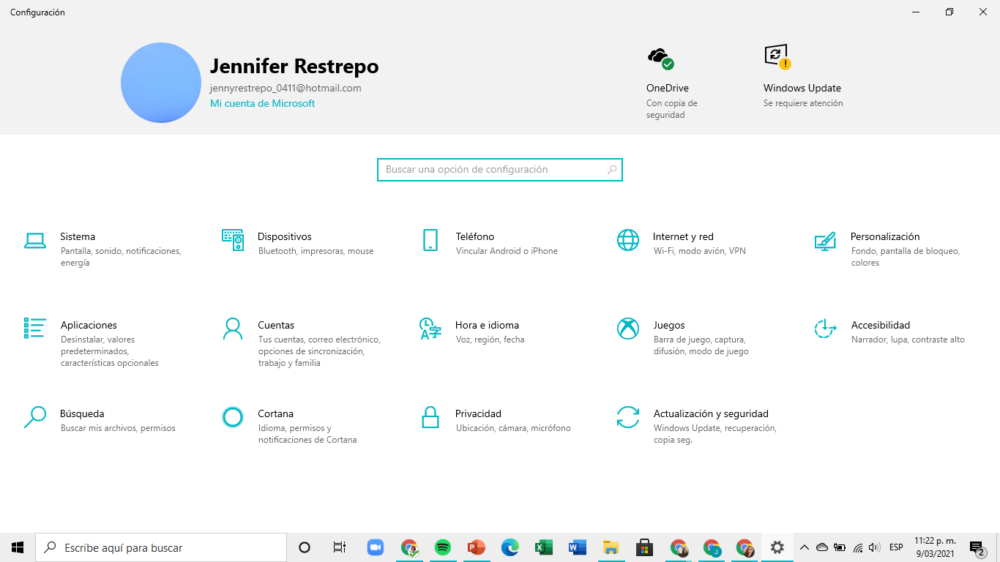 Configuración
Jennifer Restrepo
jennyrestrepo_0411@hotmail.com
Mi cuenta de Microsoft
OneDrive
Con copia de
seguridad
Windows Update
Se requiere atención
Buscar una opción de configuración
Sistema
Pantalla, sonido, notificaciones,
energía
Dispositivos
Bluetooth, impresoras, mouse
Teléfono
Vincular Android o iPhone
Internet y red
Wi-Fi, modo avión, VPN
Personalización
Fondo, pantalla de bloqueo,
colores
Aplicaciones
Desinstalar, valores
predeterminados,
características opcionales
Cuentas
Tus cuentas, correo electrónico,
opciones de sincronización,
trabajo y familia
Hora e idioma
Voz, región, fecha
Juegos
Barra de juego, captura,
difusión, modo de juego
Accesibilidad
Narrador, lupa, contraste alto
Búsqueda
Buscar mis archivos, permisos
Cortana
Idioma, permisos y
notificaciones de Cortana
Privacidad
Ubicación, cámara, micrófono
Actualización y seguridad
Windows Update, recuperación,
copia seg.
Escribe aquí para buscar
ESP
11:22 p. m.
9/03/2021
2